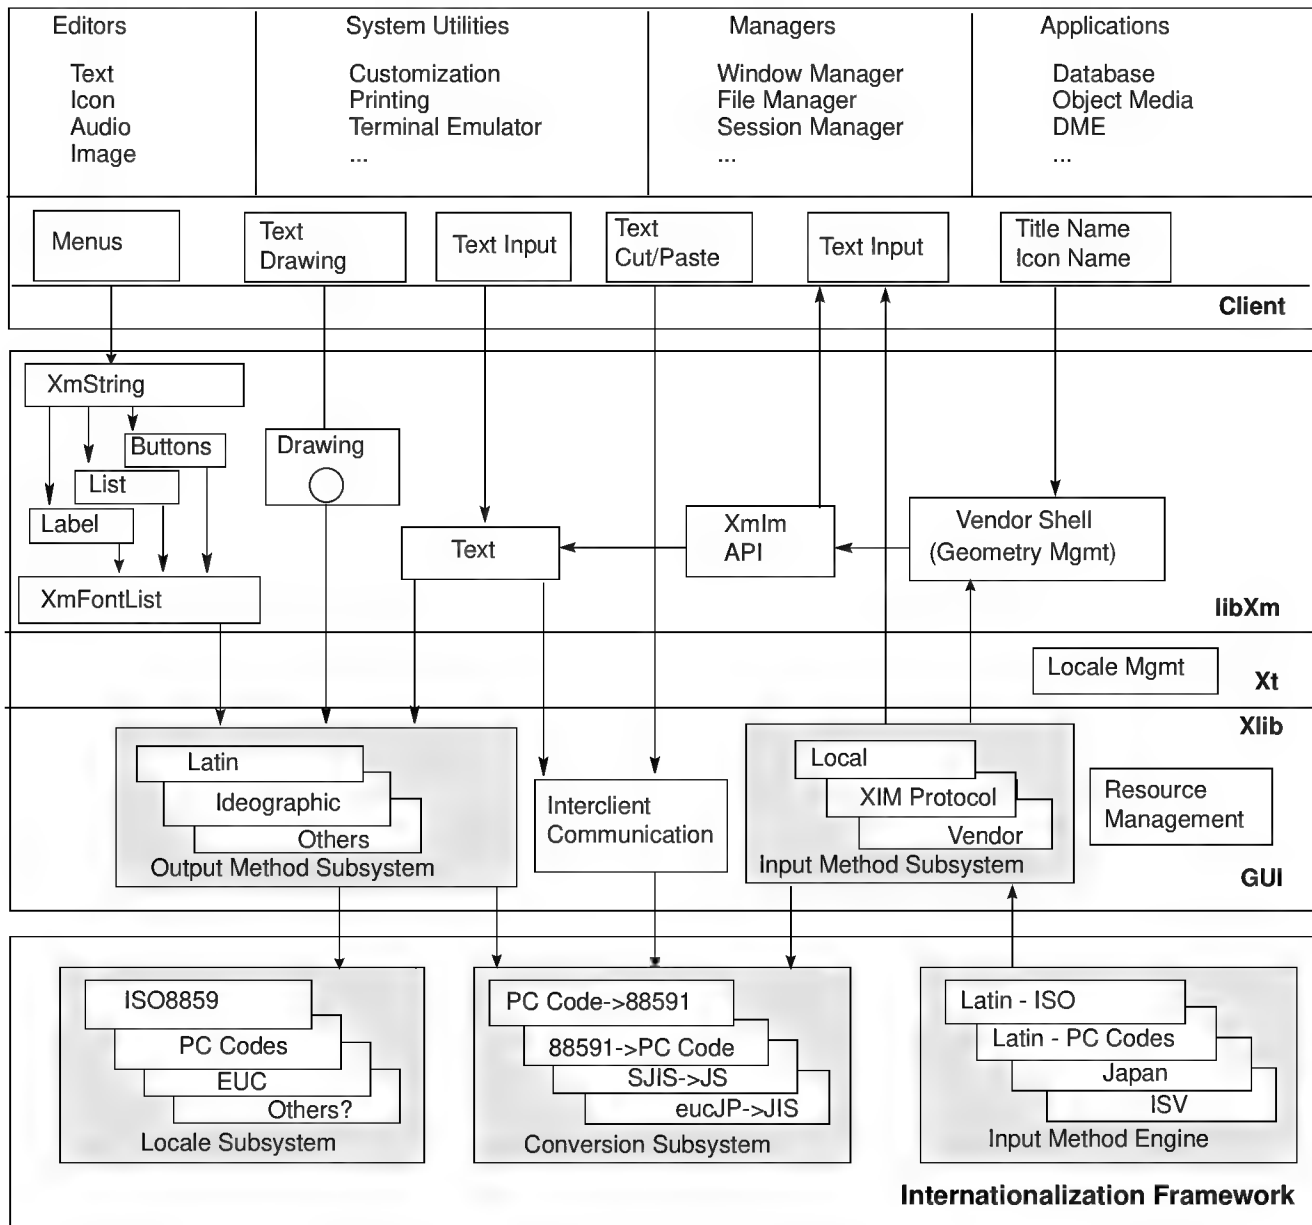 Editors
Text
Icon
Audio
Image
System Utilities
Customization
Printing
Terminal Emulator
...
Managers
Window Manager
File Manager
Session Manager
...
Applications
Database
Object Media
DME
...
Menus
Text
Drawing
Text Input
Text
Cut/Paste
Text Input
Title Name
Icon Name
Client
XmString
Buttons
List
Label
XmFontList
Drawing
Text
XmIm
API
Vendor Shell
(Geometry Mgmt)
libXm
Locale Mgmt
Xt
Xlib
Latin
Ideographic
Others
Output Method Subsystem
Interclient
Communication
Local
XIM Protocol
Vendor
Input Method Subsystem
Resource
Management
GUI
ISO8859
PC Codes
EUC
Others?
Locale Subsystem
PC Code->88591
88591->PC Code
SJIS->JS
eucJP->JIS
Conversion Subsystem
Latin - ISO
Latin - PC Codes
Japan
ISV
Input Method Engine
Internationalization Framework